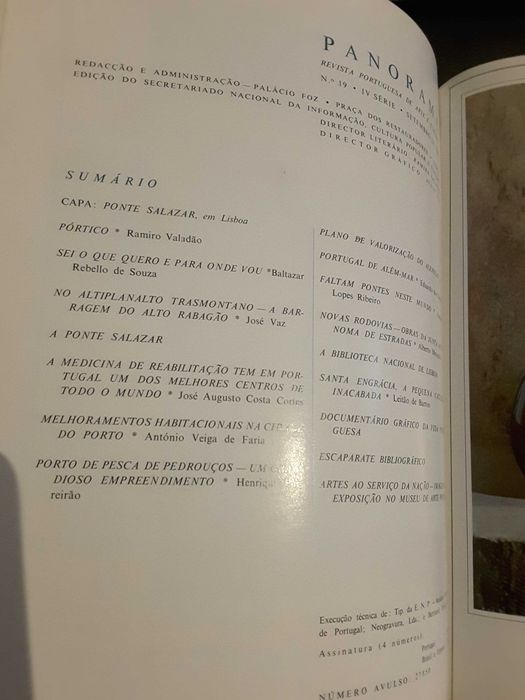 PANORAM
REVISTA PORTUGUESA DE ARTE
N.º 19 • IV SÉRIE •
REDACÇÃO E ADMINISTRAÇÃO — PALÁCIO FOZ • PRAÇA DOS RESTAURADORES
EDIÇÃO DO SECRETARIADO NACIONAL DA INFORMAÇÃO, CULTURA POPULAR
DIRECTOR LITERÁRIO
DIRECTOR GRÁFICO
SUMÁRIO
CAPA: PONTE SALAZAR, em Lisboa
PÓRTICO * Ramiro Valadão
SEI O QUE QUERO E PARA ONDE VOU *Baltazar
Rebello de Souza
NO ALTIPLANALTO TRASMONTANO — A BAR-
RAGEM DO ALTO RABAGÃO * José Vaz
A PONTE SALAZAR
A MEDICINA DE REABILITAÇÃO TEM EM POR-
TUGAL UM DOS MELHORES CENTROS DE
TODO O MUNDO * José Augusto Costa Cortes
MELHORAMENTOS HABITACIONAIS NA
DO PORTO * António Veiga de Faria
PORTO DE PESCA DE PEDROUÇOS — UM
DIOSO EMPREENDIMENTO *
reirão
PLANO DE VALORIZAÇÃO DO
PORTUGAL DE ALÉM-MAR *
FALTAM PONTES NESTE MUNDO *
Lopes Ribeiro
NOVAS RODOVIAS — OBRAS DA
NOMA DE ESTRADAS *
A BIBLIOTECA NACIONAL DE
SANTA ENGRÁCIA, A PEQUENA
INACABADA * Leitão de Barros
DOCUMENTÁRIO GRÁFICO DA VIDA
GUESA
ESCAPARATE BIBLIOGRÁFICO
ARTES AO SERVIÇO DA NAÇÃO —
EXPOSIÇÃO NO MUSEU DE ARTE
Execução técnica de: Tip. da E. N. P. —
de Portugal; Neogravura, Lda.,
Assinatura (4 números):
Portugal
NÚMERO AVULSO: